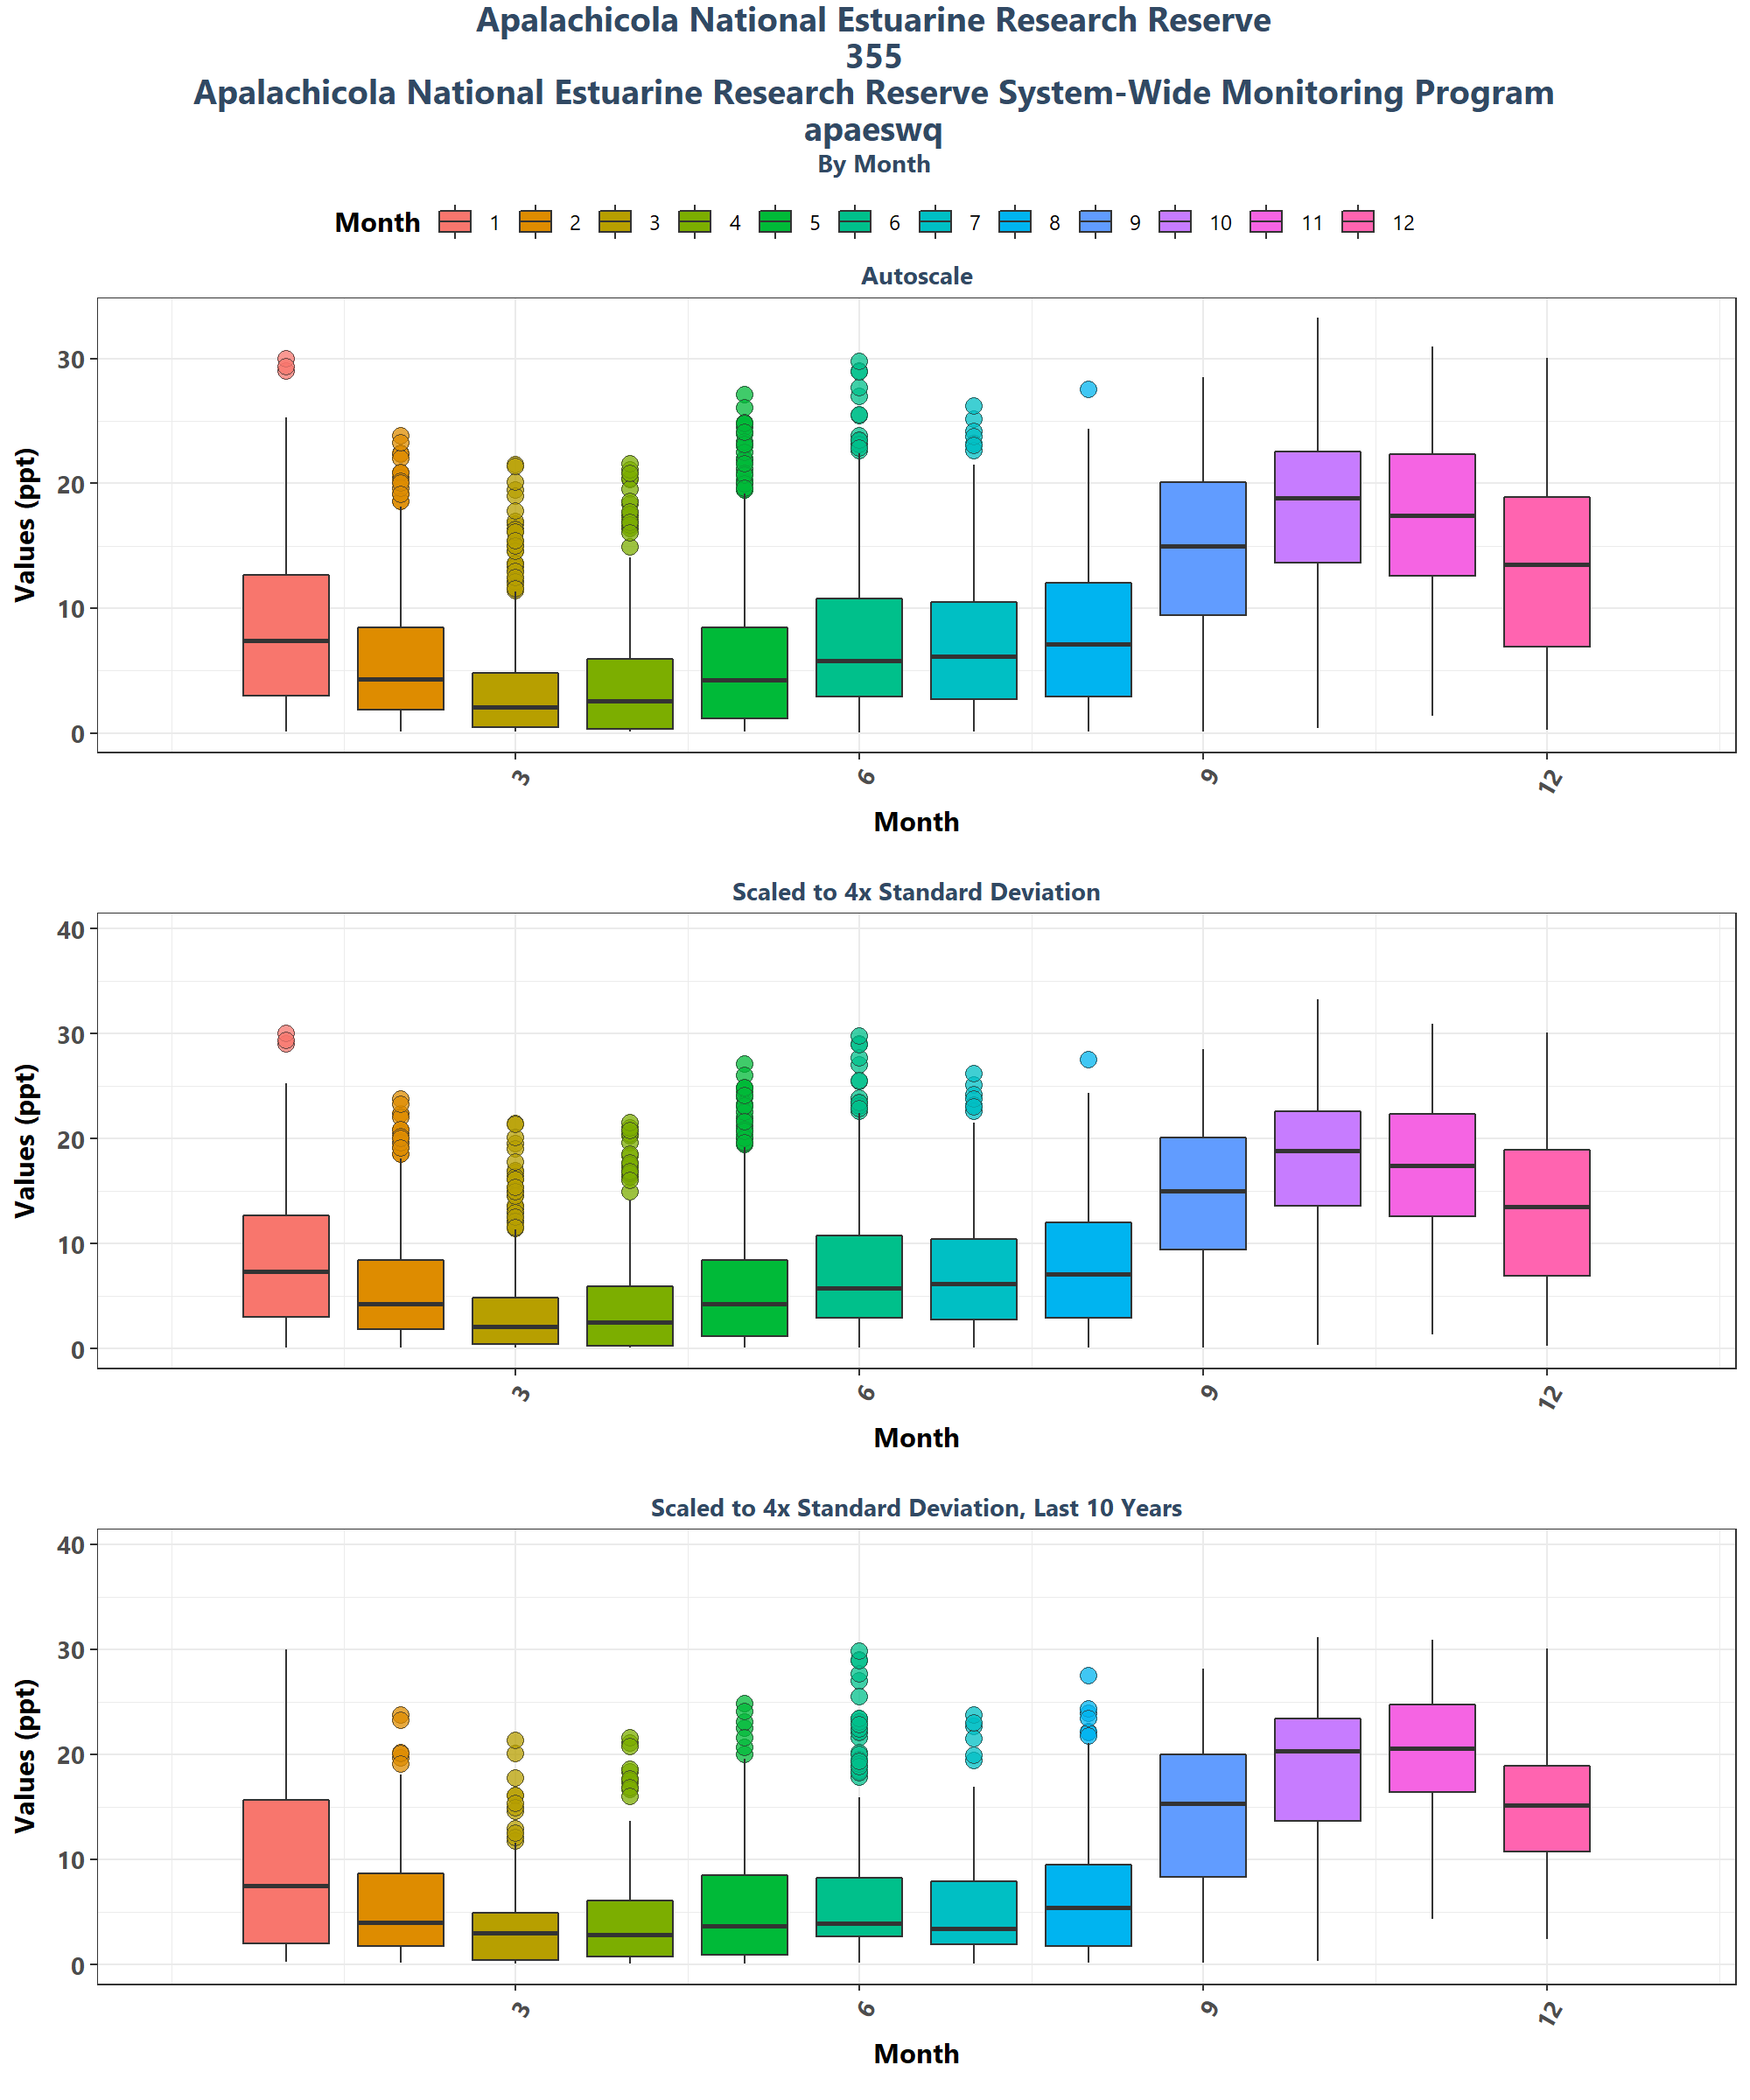 Apalachicola National Estuarine Research Reserve
355
Apalachicola National Estuarine Research Reserve System-Wide Monitoring Program
apaeswq
By Month
Month 1 2 3 4 5 6 7 8 9 10 11 12
Autoscale
Values (ppt)
30
20
10
0
3 6 9 12
Month
Scaled to 4x Standard Deviation
Values (ppt)
40
30
20
10
0
3 6 9 12
Month
Scaled to 4x Standard Deviation, Last 10 Years
Values (ppt)
40
30
20
10
0
3 6 9 12
Month